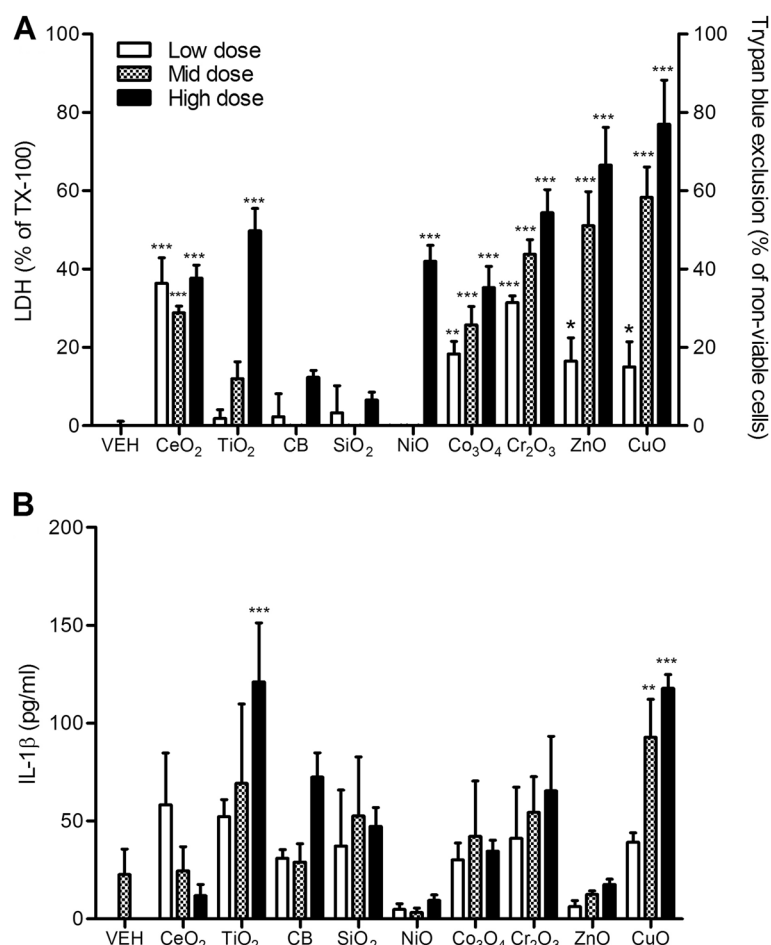 A
Low dose
Mid dose
High dose
LDH (% of TX-100)
Trypan blue exclusion (% of non-viable cells)
100
80
60
40
20
0
100
80
60
40
20
0
*** *** ***
***
***
** *** ***
*** *** ***
* *** ***
* *** ***
VEH CeO₂ TiO₂ CB SiO₂ NiO Co₃O₄ Cr₂O₃ ZnO CuO
B
IL-1β (pg/ml)
200
150
100
50
0
***
** ***
VEH CeO₂ TiO₂ CB SiO₂ NiO Co₃O₄ Cr₂O₃ ZnO CuO